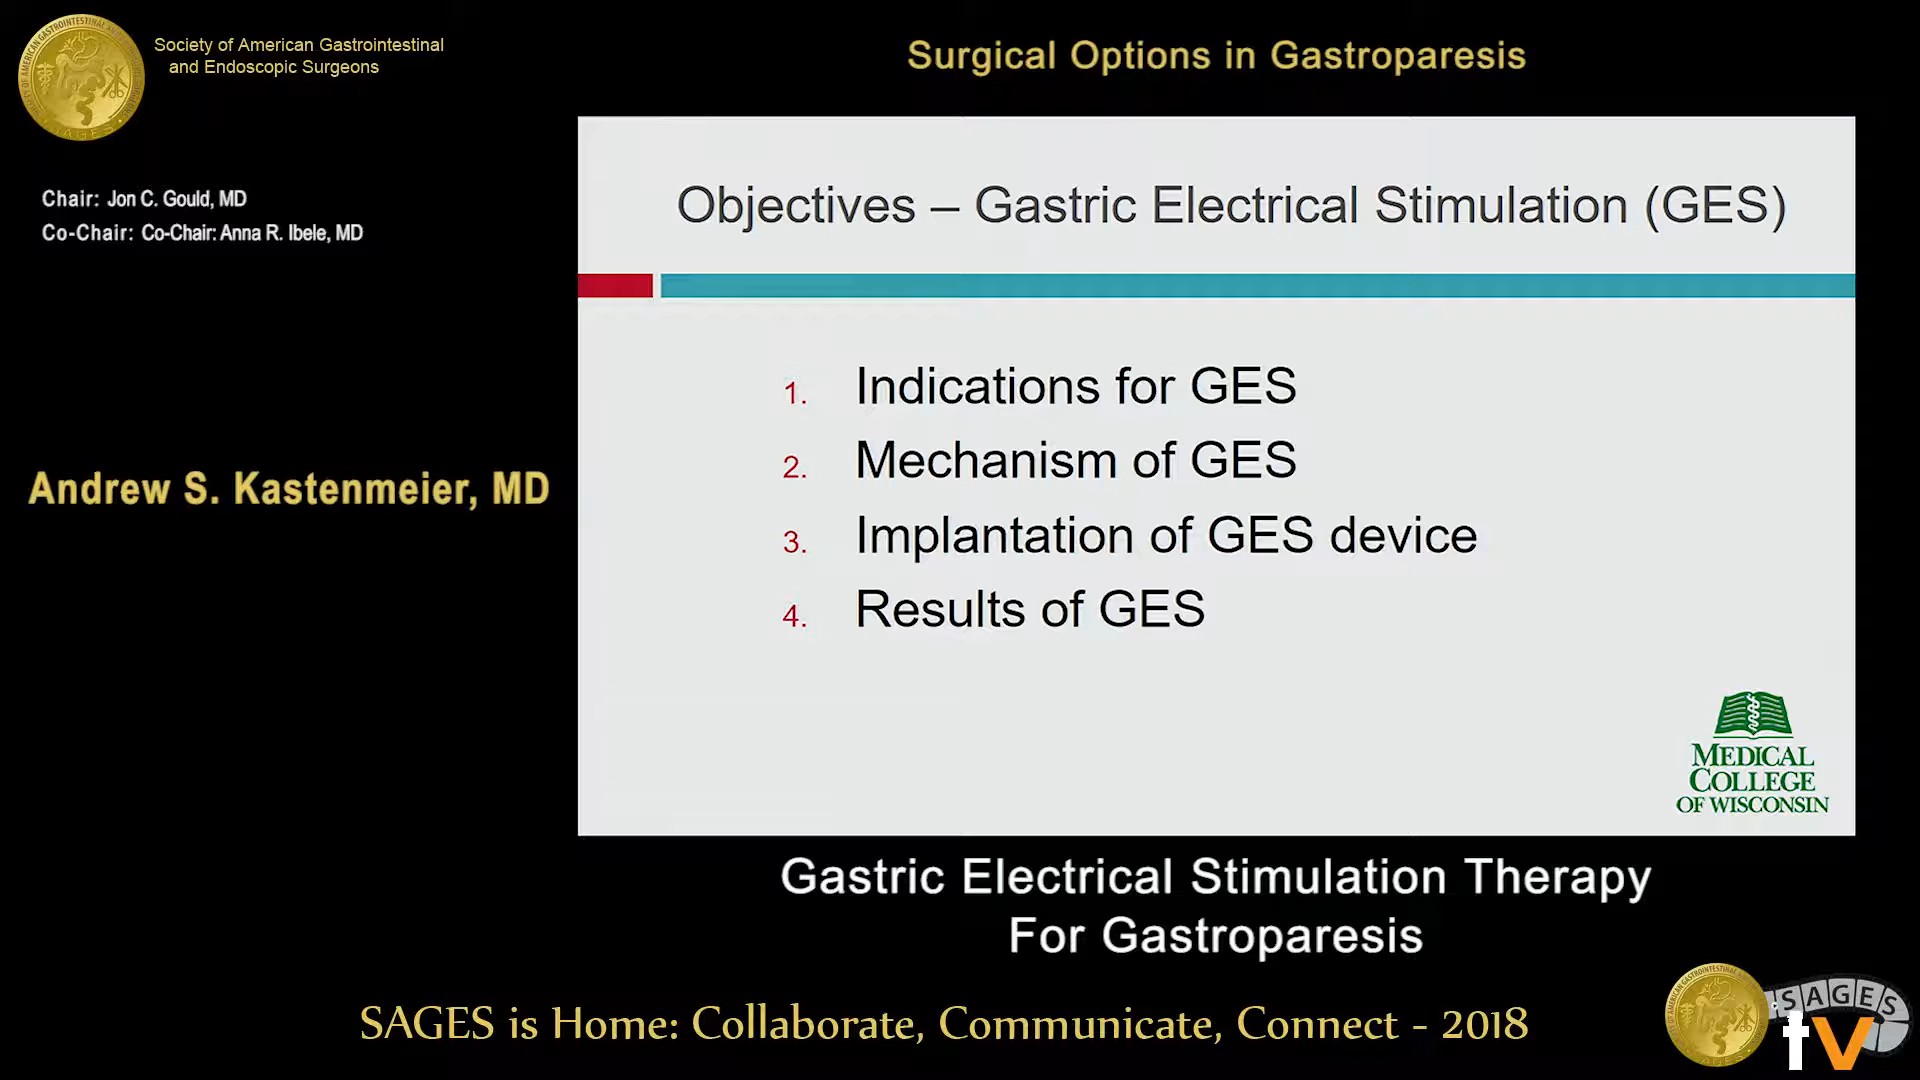 Society of American Gastrointestinal
and Endoscopic Surgeons
Surgical Options in Gastroparesis
Chair: Jon C. Gould, MD
Co-Chair: Co-Chair: Anna R. Ibele, MD
Andrew S. Kastenmeier, MD
Objectives – Gastric Electrical Stimulation (GES)
1. Indications for GES
2. Mechanism of GES
3. Implantation of GES device
4. Results of GES
MEDICAL
COLLEGE
OF WISCONSIN
Gastric Electrical Stimulation Therapy
For Gastroparesis
SAGES is Home: Collaborate, Communicate, Connect - 2018
SAGES
tv